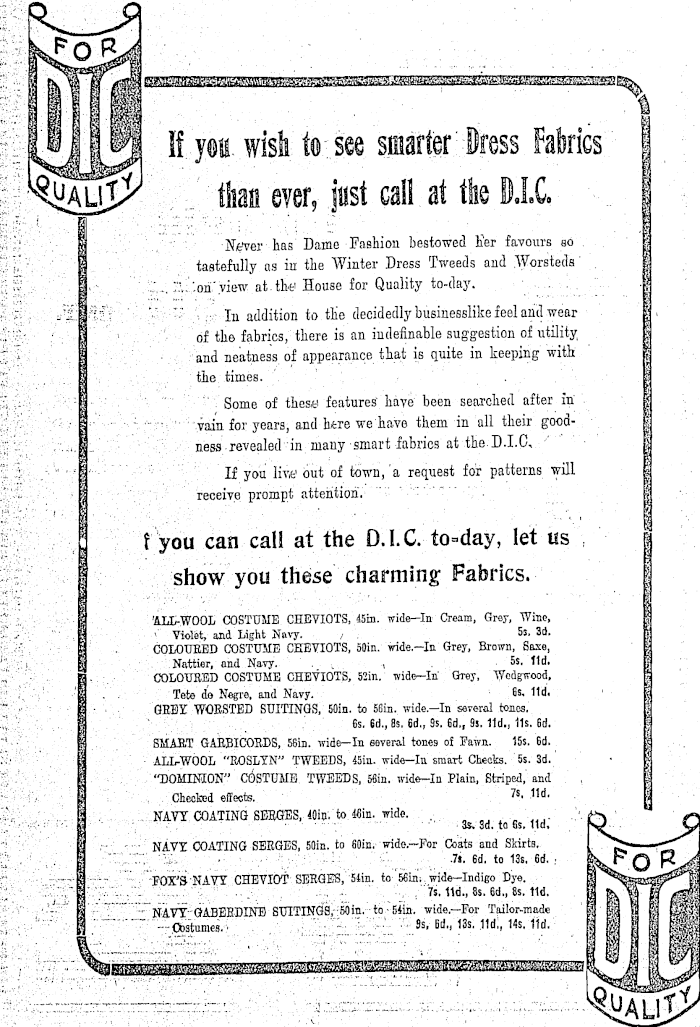 FOR
DIC
QUALITY
If you wish to see smarter Dress Fabrics
than ever, just call at the D.I.C.
Never has Dame Fashion bestowed her favours so
tastefully as in the Winter Dress Tweeds and Worsteds
on view at the House for Quality to-day.
In addition to the decidedly businesslike feel and wear
of the fabrics, there is an indefinable suggestion of utility
and neatness of appearance that is quite in keeping with
the times.
Some of these features have been searched after in
vain for years, and here we have them in all their good-
ness revealed in many smart fabrics at the D.I.C.
If you live out of town, a request for patterns will
receive prompt attention.
f you can call at the D.I.C. to-day, let us
show you these charming Fabrics.
ALL-WOOL COSTUME CHEVIOTS, 45in. wide—In Cream, Grey, Wine,
Violet, and Light Navy. 5s. 3d.
COLOURED COSTUME CHEVIOTS, 50in. wide.—In Grey, Brown, Saxe,
Nattier, and Navy. 5s. 11d.
COLOURED COSTUME CHEVIOTS, 52in. wide—In Grey, Wedgwood,
Tete de Negre, and Navy. 6s. 11d.
GREY WORSTED SUITINGS, 50in. to 56in. wide.—In several tones.
6s. 6d., 8s. 6d., 9s. 6d., 9s. 11d., 11s. 6d.
SMART GARBICORDS, 56in. wide—In several tones of Fawn. 15s. 6d.
ALL-WOOL "ROSLYN" TWEEDS, 45in. wide—In smart Checks. 5s. 3d.
"DOMINION" COSTUME TWEEDS, 56in. wide—In Plain, Striped, and
Checked effects. 7s, 11d.
NAVY COATING SERGES, 40in. to 46in. wide.
3s. 3d. to 6s. 11d.
NAVY COATING SERGES, 50in. to 60in. wide.—For Coats and Skirts.
7s. 6d. to 13s. 6d.
FOX'S NAVY CHEVIOT SERGES, 54in. to 56in. wide—Indigo Dye.
7s. 11d., 8s. 6d., 8s. 11d.
NAVY GABERDINE SUITINGS, 50in. to 54in. wide.—For Tailor-made
Costumes. 9s, 6d., 13s. 11d., 14s. 11d.
FOR
DIC
QUALITY